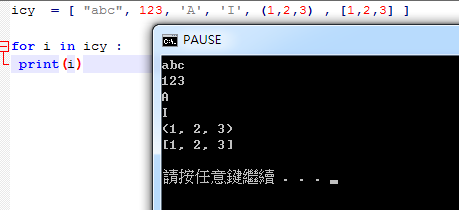 icy  = [ "abc", 123, 'A', 'I', (1,2,3) , [1,2,3] ]
for i in icy :
 print(i)
PAUSE
abc
123
A
I
(1, 2, 3)
[1, 2, 3]
請按任意鍵繼續 . . .